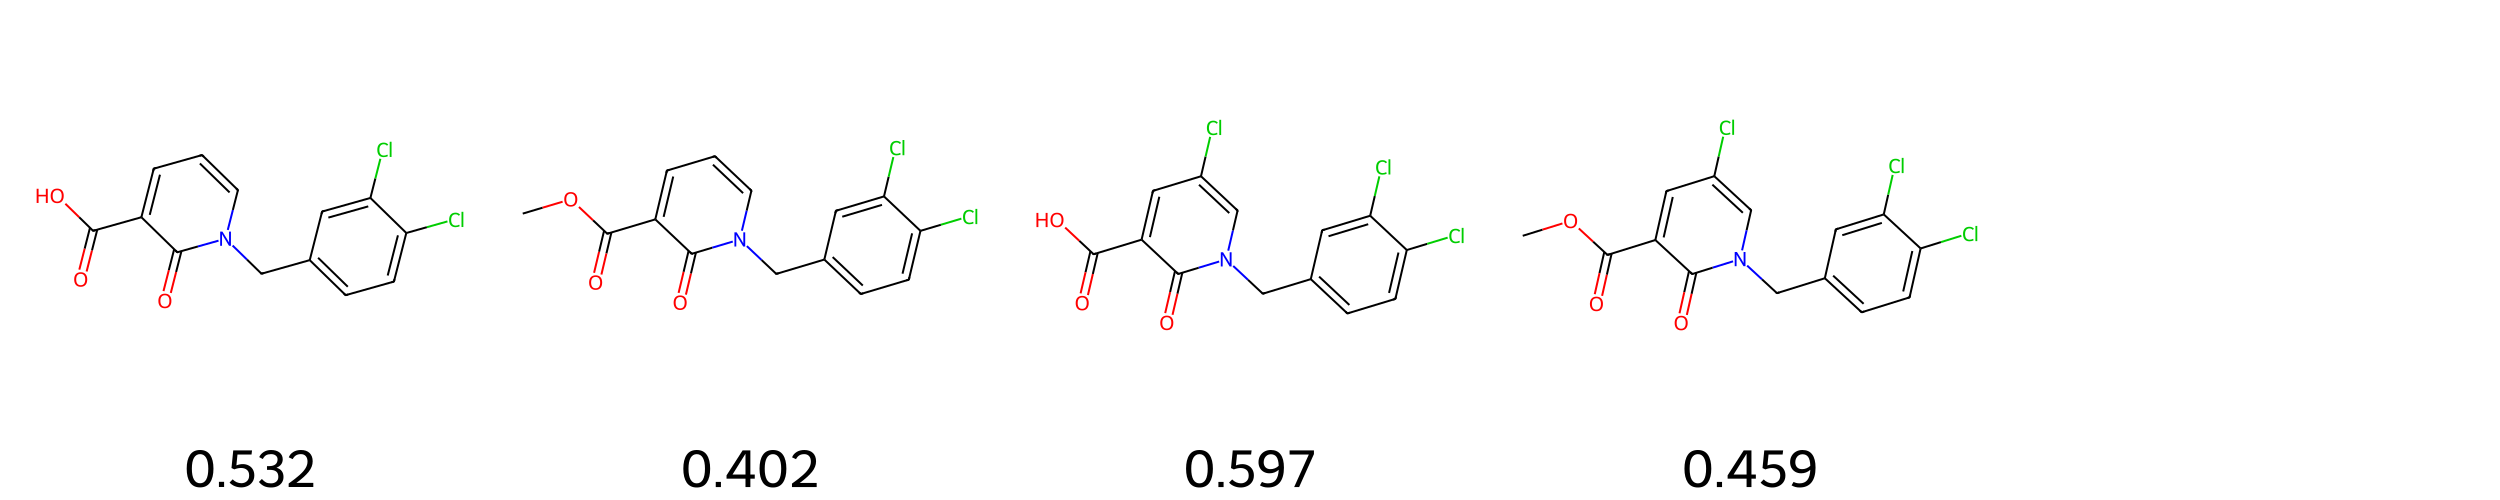 HO O O N Cl Cl
O O O N Cl Cl
HO O O N Cl Cl Cl
O O O N Cl Cl Cl
0.532 0.402 0.597 0.459